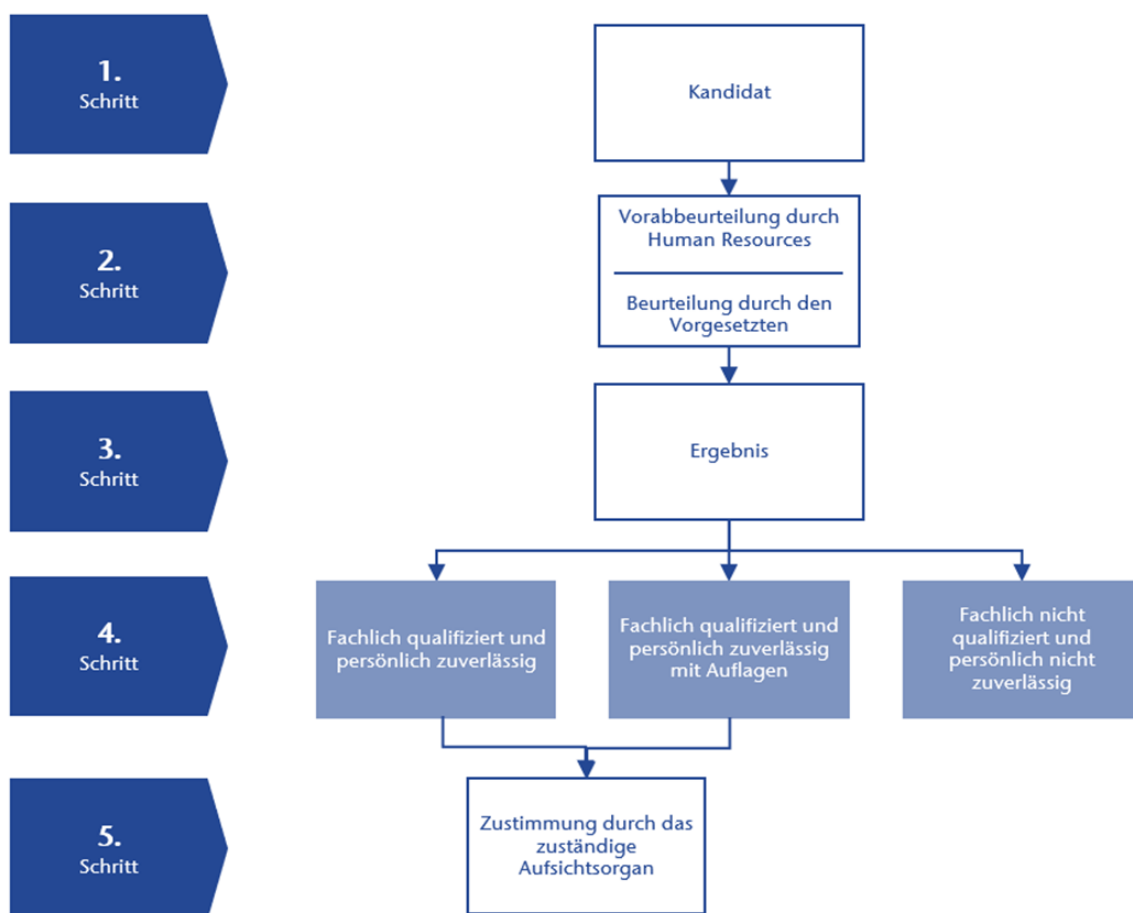 1.
Schritt
Kandidat
2.
Schritt
Vorabbeurteilung durch
Human Resources
Beurteilung durch den
Vorgesetzten
3.
Schritt
Ergebnis
4.
Schritt
Fachlich qualifiziert und
persönlich zuverlässig
Fachlich qualifiziert und
persönlich zuverlässig
mit Auflagen
Fachlich nicht
qualifiziert und
persönlich nicht
zuverlässig
5.
Schritt
Zustimmung durch das
zuständige
Aufsichtsorgan